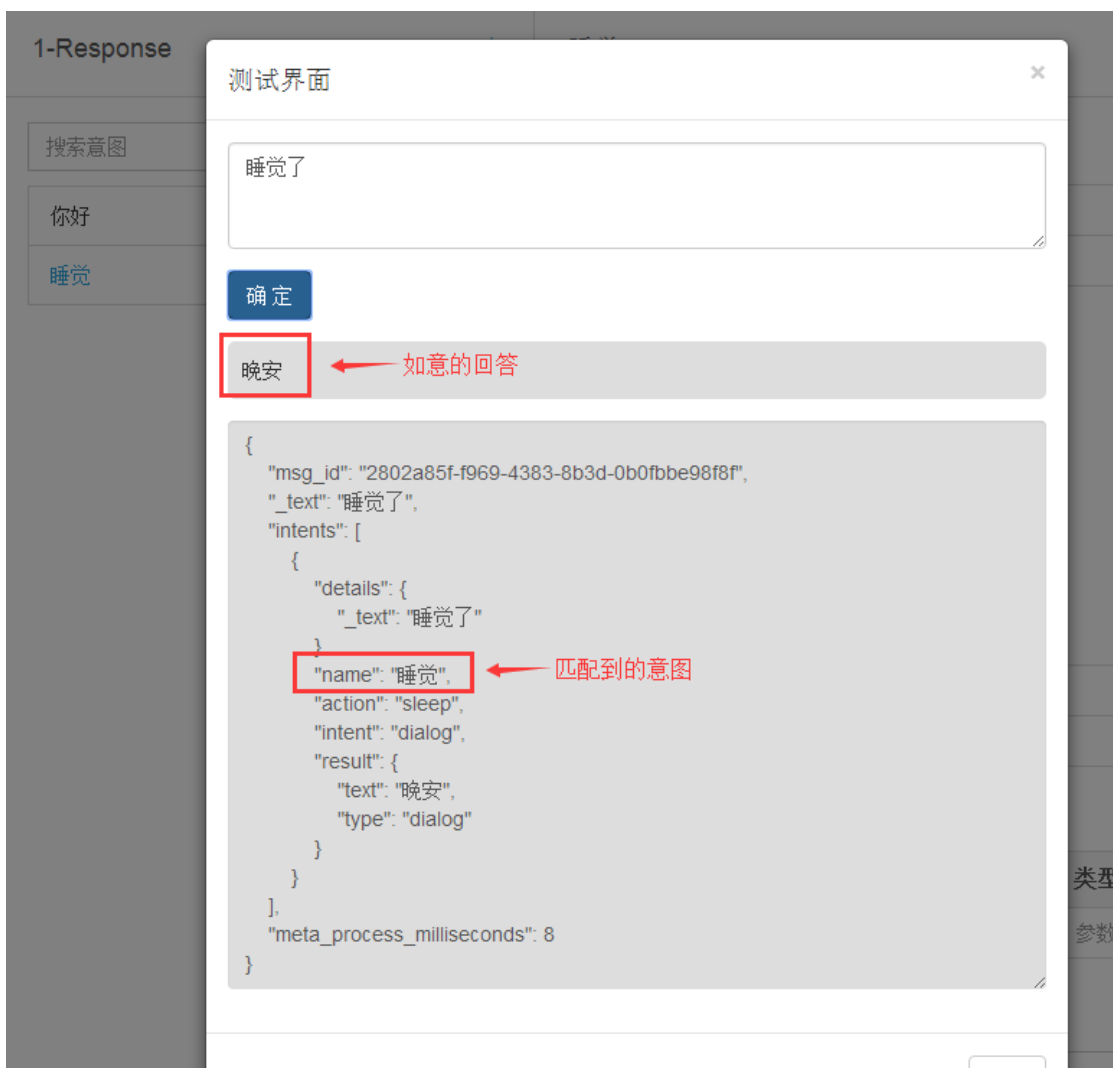 1-Response
测试界面
×
搜索意图
睡觉了
你好
睡觉
确定
晚安
如意的回答
{
"msg_id": "2802a85f-f969-4383-8b3d-0b0fbbe98f8f",
"_text": "睡觉了",
"intents": [
{
"details": {
"_text": "睡觉了"
}
"name": "睡觉",
匹配到的意图
"action": "sleep",
"intent": "dialog",
"result": {
"text": "晚安",
"type": "dialog"
}
}
],
"meta_process_milliseconds": 8
}
类型
参数